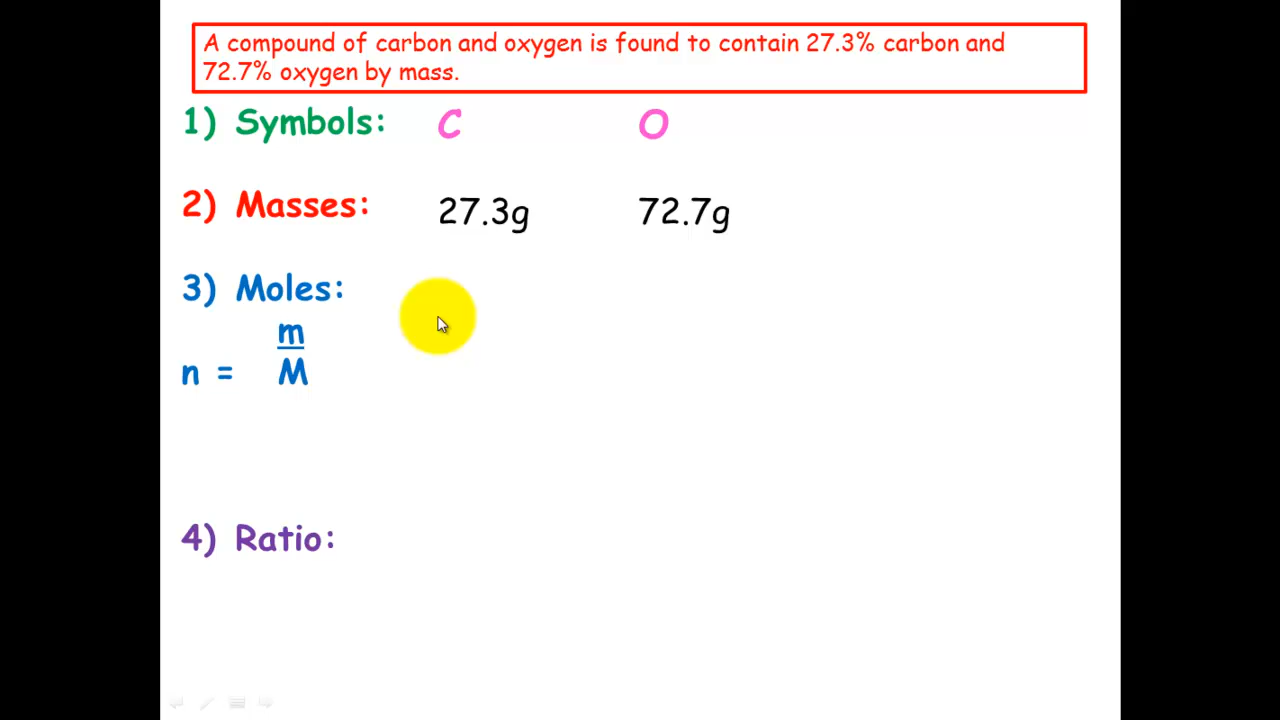 A compound of carbon and oxygen is found to contain 27.3% carbon and
72.7% oxygen by mass.
1) Symbols: C O
2) Masses: 27.3g 72.7g
3) Moles:
m
n = M
4) Ratio: